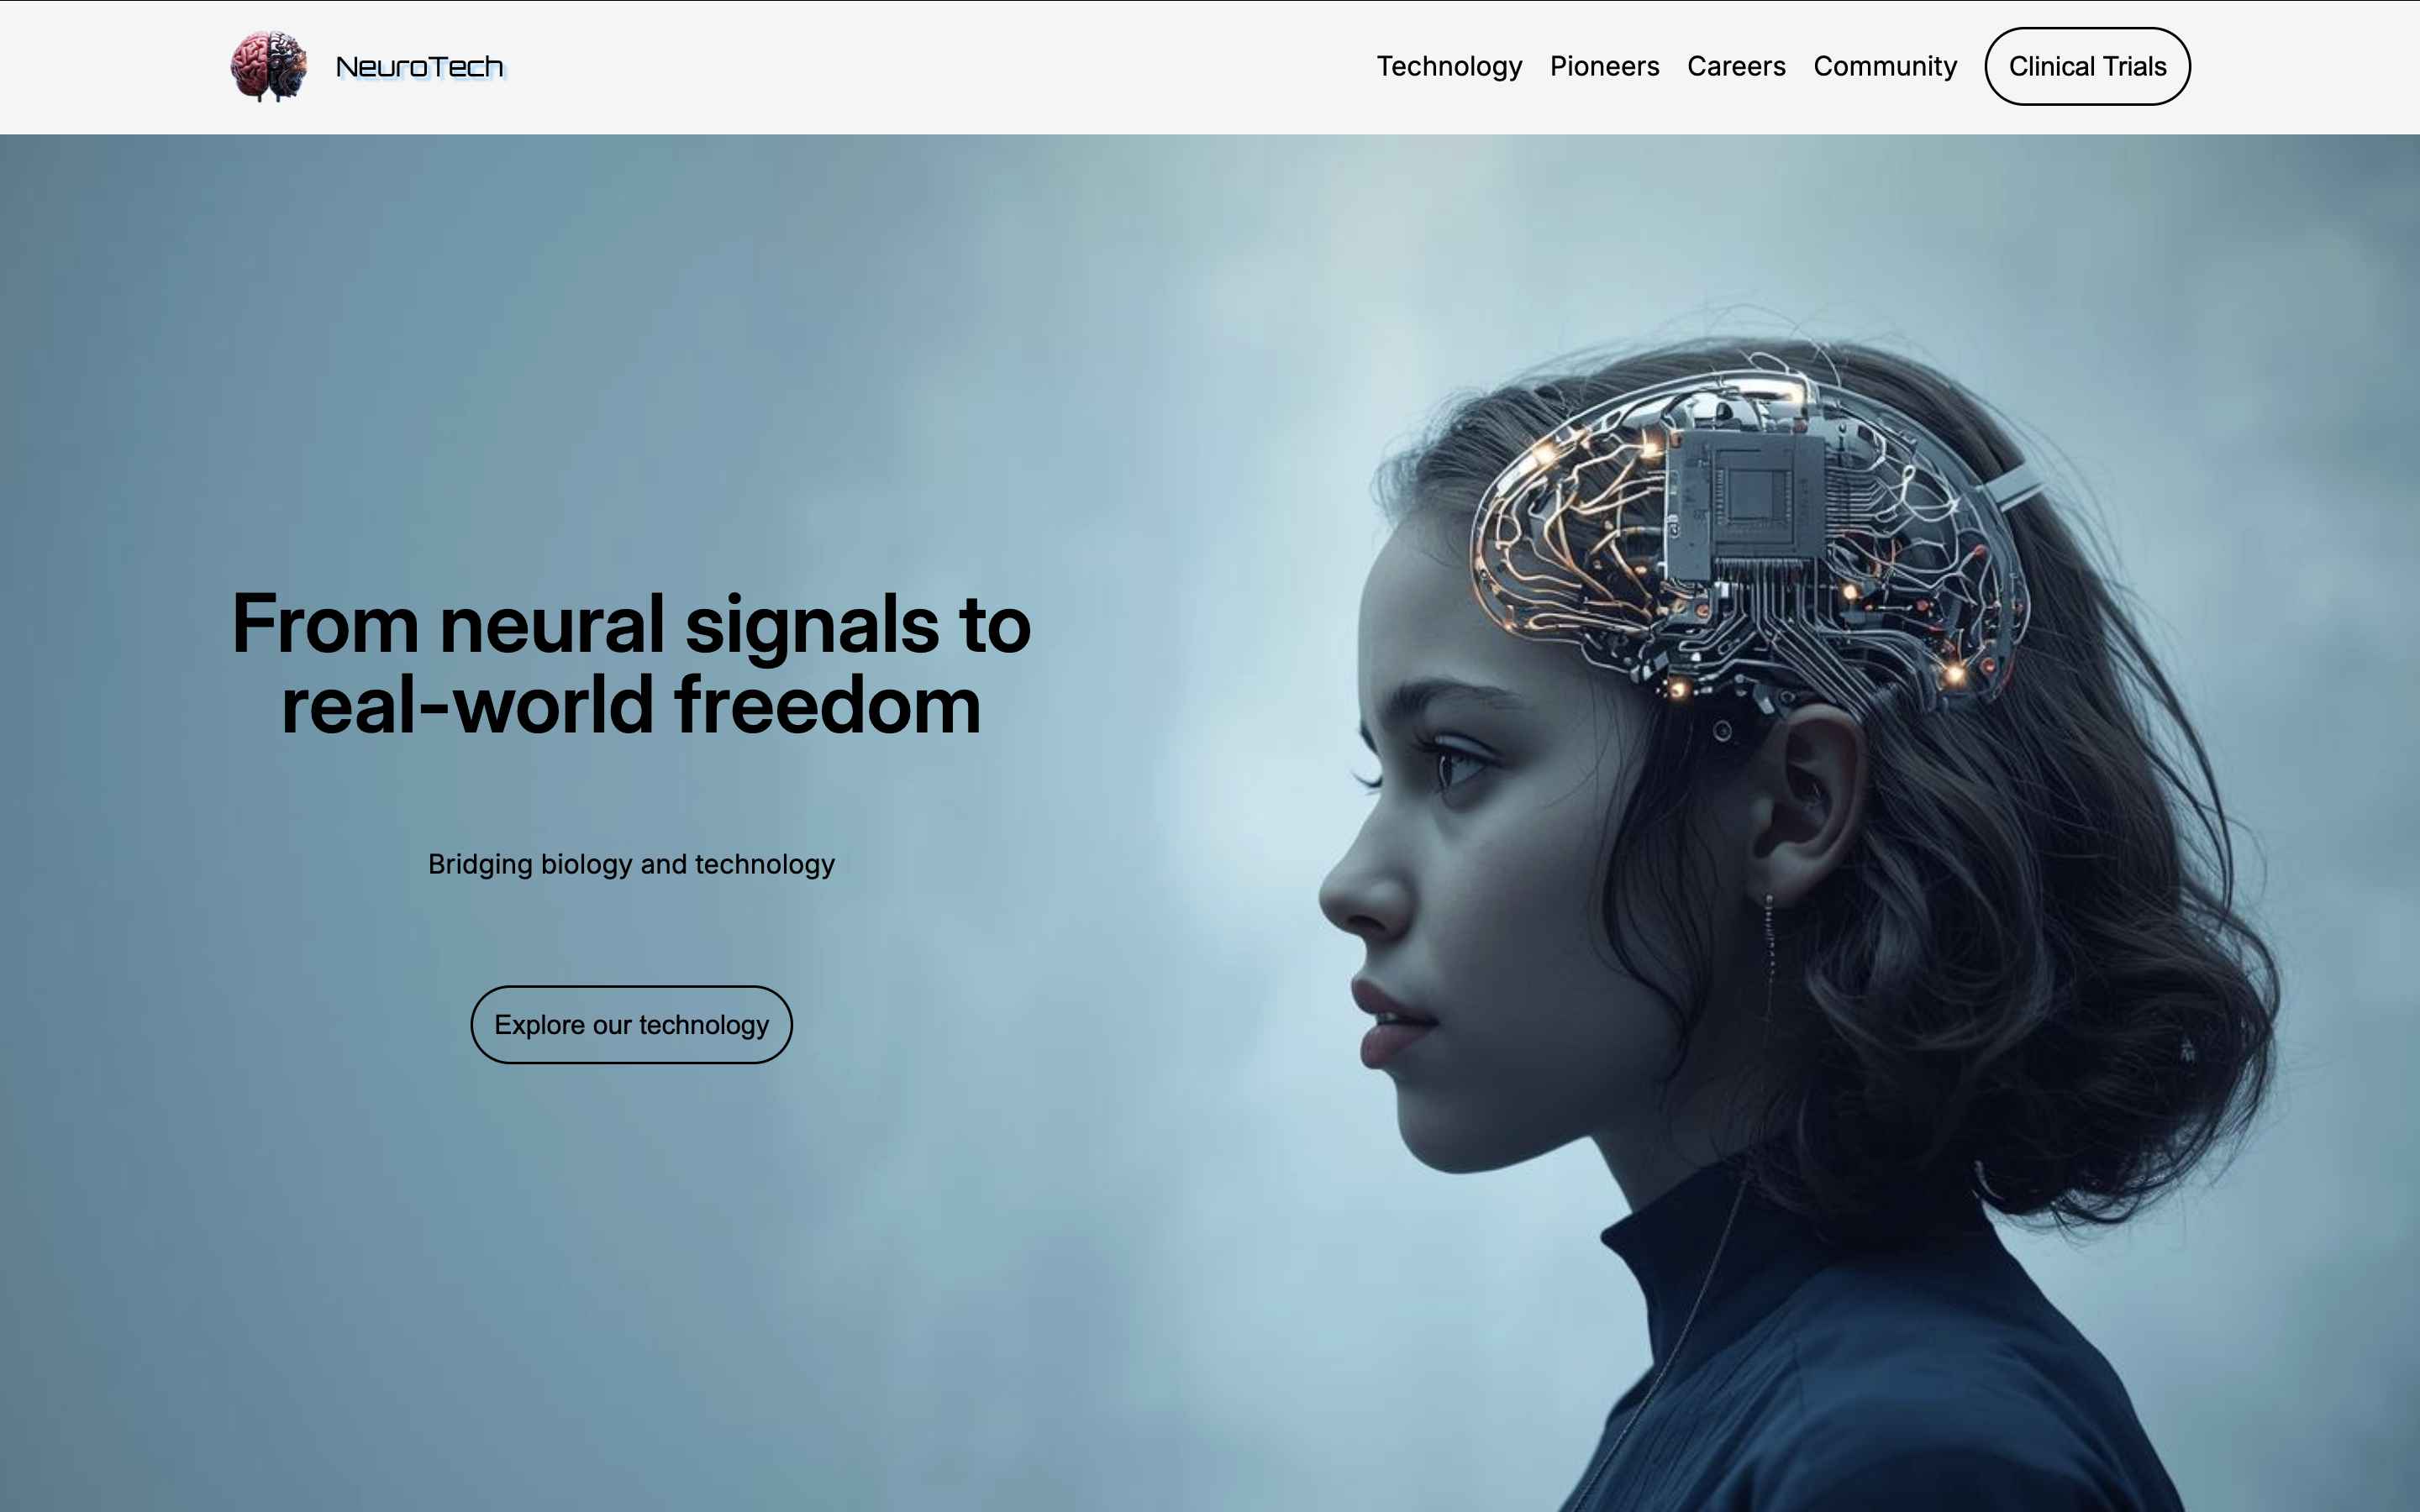 NeuroTech
Technology Pioneers Careers Community Clinical Trials
From neural signals to
real-world freedom
Bridging biology and technology
Explore our technology